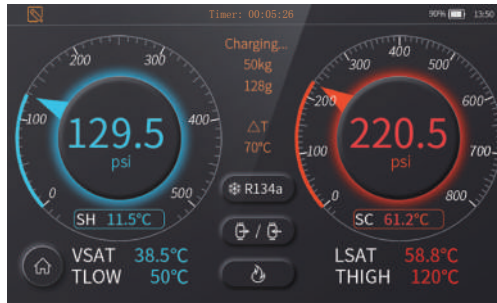 Timer: 00:05:26
90%
13:50
Charging...
50kg
128g
△T
70°C
0
100
200
300
400
500
129.5
psi
SH 11.5°C
VSAT 38.5°C
TLOW 50°C
❄ R134a
/
0
100
200
300
400
500
600
700
800
220.5
psi
SC 61.2°C
LSAT 58.8°C
THIGH 120°C